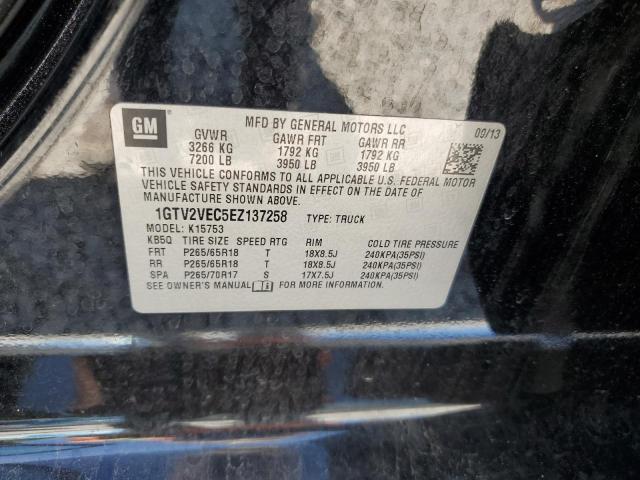 GM
MFD BY GENERAL MOTORS LLC 09/13
GVWR GAWR FRT GAWR RR
3266 KG 1792 KG 1792 KG
7200 LB 3950 LB 3950 LB
THIS VEHICLE CONFORMS TO ALL APPLICABLE U.S. FEDERAL MOTOR
VEHICLE SAFETY STANDARDS IN EFFECT ON THE DATE OF
MANUFACTURE SHOWN ABOVE.
1GTV2VEC5EZ137258 TYPE: TRUCK
MODEL: K15753
KB5Q TIRE SIZE SPEED RTG RIM COLD TIRE PRESSURE
FRT P265/65R18 T 18X8.5J 240KPA(35PSI)
RR P265/65R18 T 18X8.5J 240KPA(35PSI)
SPA P265/70R17 S 17X7.5J 240KPA(35PSI)
SEE OWNER'S MANUAL FOR MORE INFORMATION.